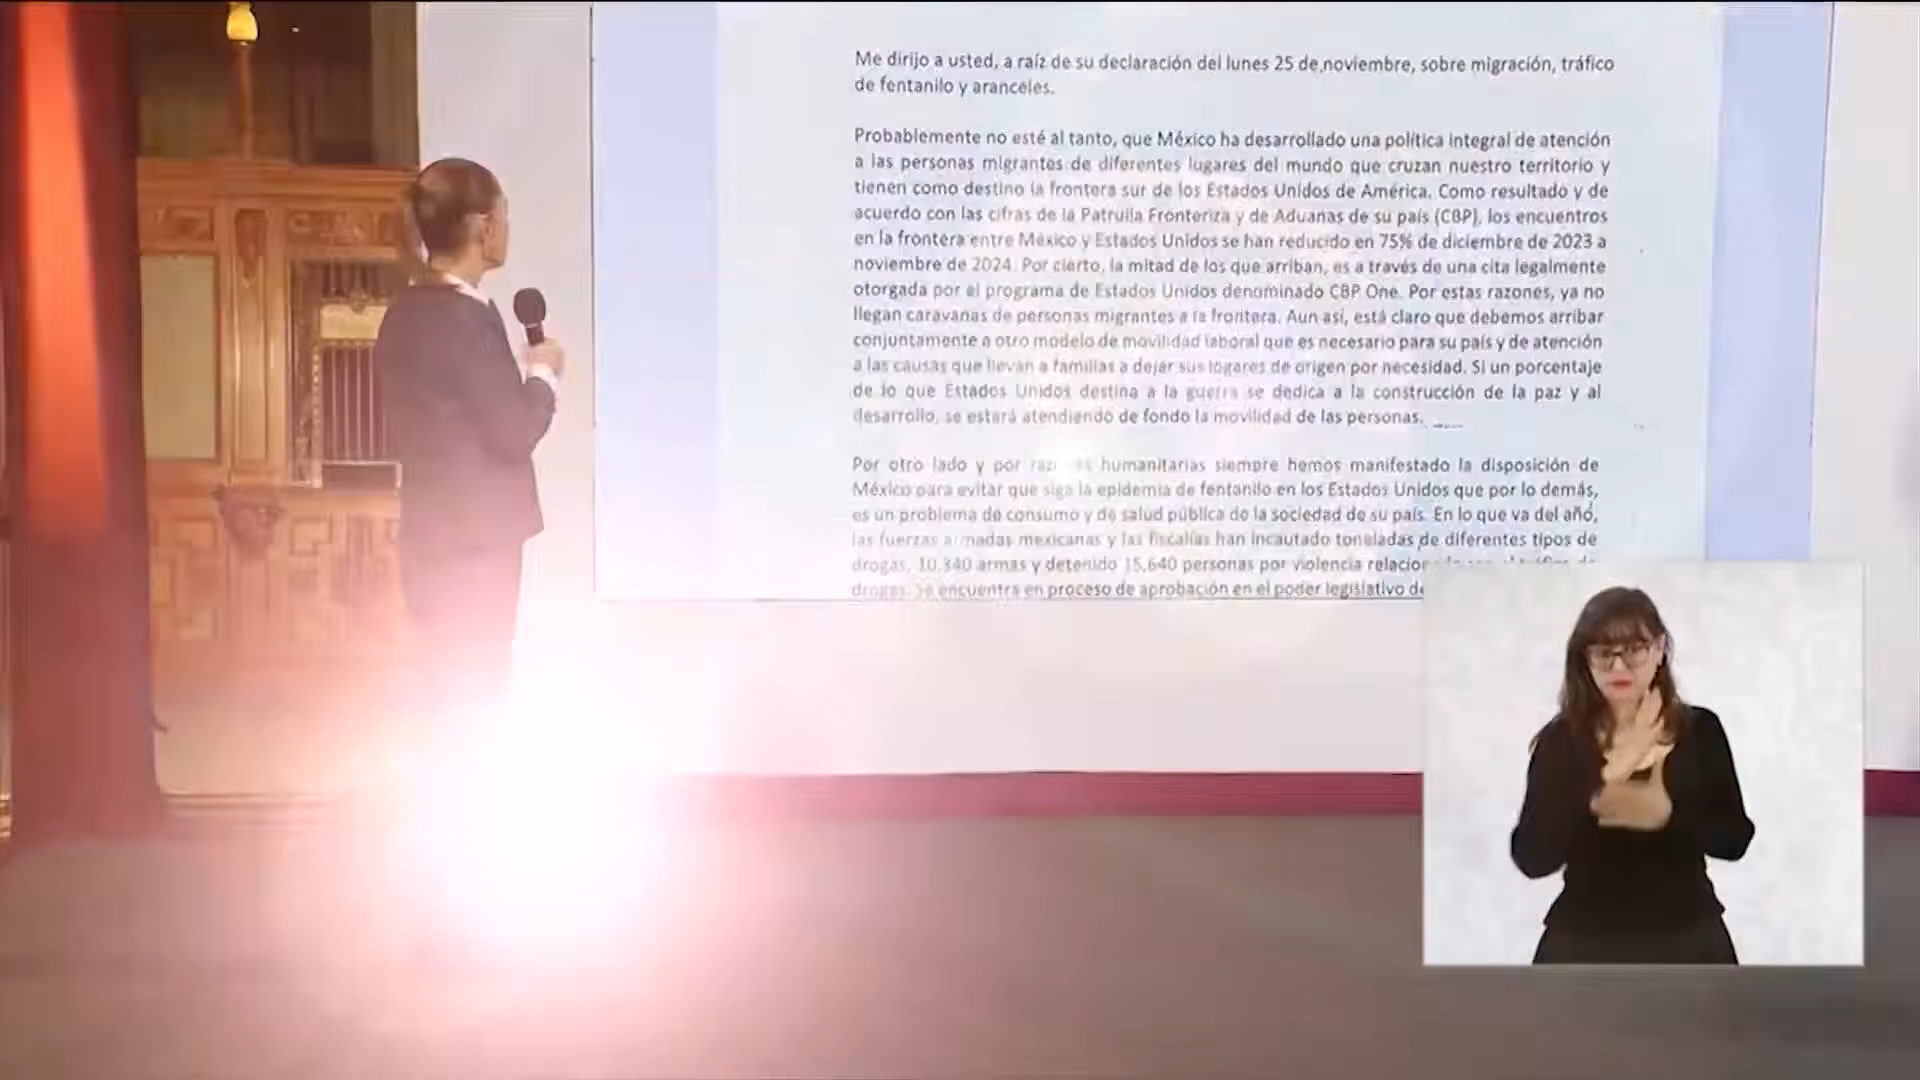 Me dirijo a usted, a raíz de su declaración del lunes 25 de noviembre, sobre migración, tráfico
de fentanilo y aranceles.
Probablemente no esté al tanto, que México ha desarrollado una política integral de atención
a las personas migrantes de diferentes lugares del mundo que cruzan nuestro territorio y
tienen como destino la frontera sur de los Estados Unidos de América. Como resultado y de
acuerdo con las cifras de la Patrulla Fronteriza y de Aduanas de su país (CBP), los encuentros
en la frontera entre México y Estados Unidos se han reducido en 75% de diciembre de 2023 a
noviembre de 2024. Por cierto, la mitad de los que arriban, es a través de una cita legalmente
otorgada por el programa de Estados Unidos denominado CBP One. Por estas razones, ya no
llegan caravanas de personas migrantes a la frontera. Aun así, está claro que debemos arribar
conjuntamente a otro modelo de movilidad laboral que es necesario para su país y de atención
a las causas que llevan a familias a dejar sus lugares de origen por necesidad. Si un porcentaje
de lo que Estados Unidos destina a la guerra se dedica a la construcción de la paz y al
desarrollo, se estará atendiendo de fondo la movilidad de las personas.
Por otro lado y por humanitarias siempre hemos manifestado la disposición de
México para evitar que siga la epidemia de fentanilo en los Estados Unidos que por lo demás,
es un problema de consumo y de salud pública de la sociedad de su país. En lo que va del año,
las fuerzas armadas mexicanas y las fiscalías han incautado toneladas de diferentes tipos de
drogas, 10,340 armas y detenido 15,640 personas por violencia
drogas. Se encuentra en proceso de aprobación en el poder legislativo de